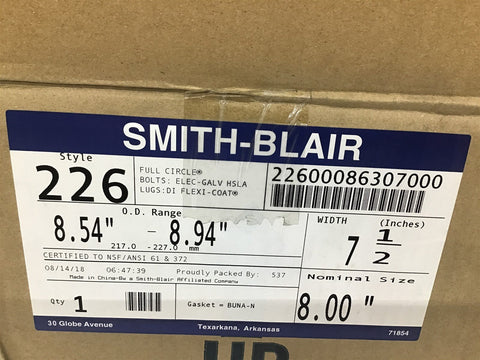 SMITH-BLAIR
Style
226
FULL CIRCLE®
BOLTS: ELEC-GALV HSLA
LUGS:DI FLEXI-COAT®
22600086307000
O.D. Range
8.54" - 8.94"
217.0 - 227.0 mm
WIDTH (Inches)
7 1/2
CERTIFIED TO NSF/ANSI 61 & 372
08/14/18 06:47:39 Proudly Packed By: 537
Made in China-By a Smith-Blair Affiliated Company
Nominal Size
8.00 "
Qty 1
Gasket = BUNA-N
30 Globe Avenue Texarkana, Arkansas 71854
UP